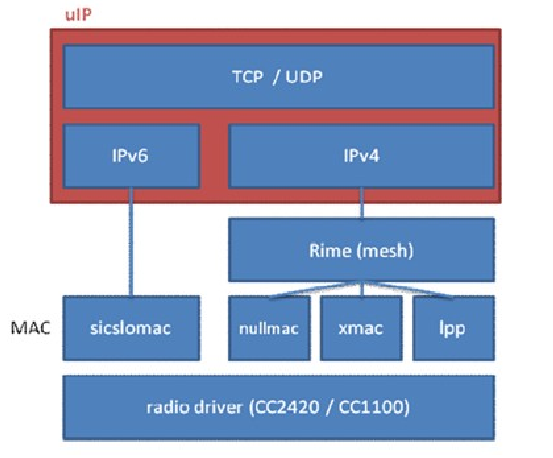 uIP
TCP / UDP
IPv6
IPv4
Rime (mesh)
MAC
sicslomac
nullmac
xmac
lpp
radio driver (CC2420 / CC1100)